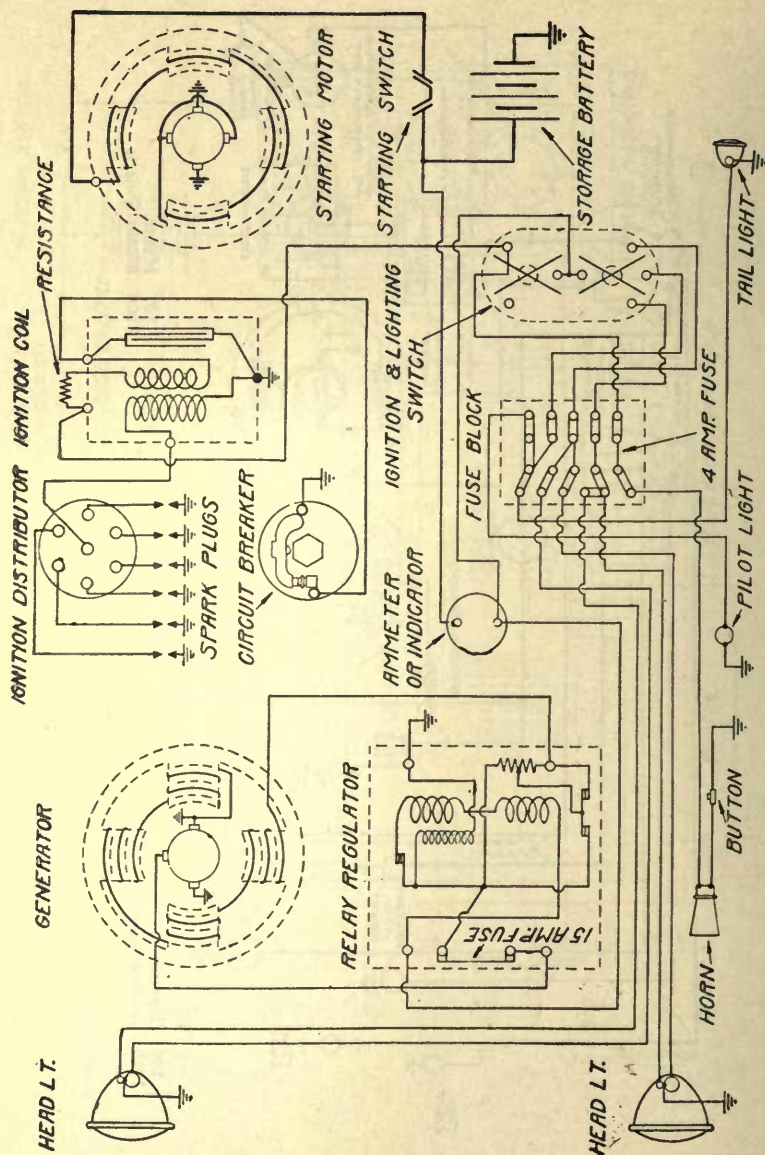 HEAD LT.
GENERATOR
IGNITION DISTRIBUTOR
IGNITION COIL
RESISTANCE
STARTING MOTOR
SPARK PLUGS
CIRCUIT BREAKER
STARTING SWITCH
RELAY REGULATOR
15 AMP. FUSE
AMMETER
OR INDICATOR
IGNITION & LIGHTING
SWITCH
STORAGE BATTERY
FUSE BLOCK
4 AMP. FUSE
HEAD LT.
HORN
BUTTON
PILOT LIGHT
TAIL LIGHT